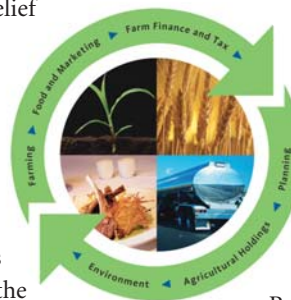 elief
Food and Marketing
Farm Finance and Tax
Farming
Planning
Environment
Agricultural Holdings
the